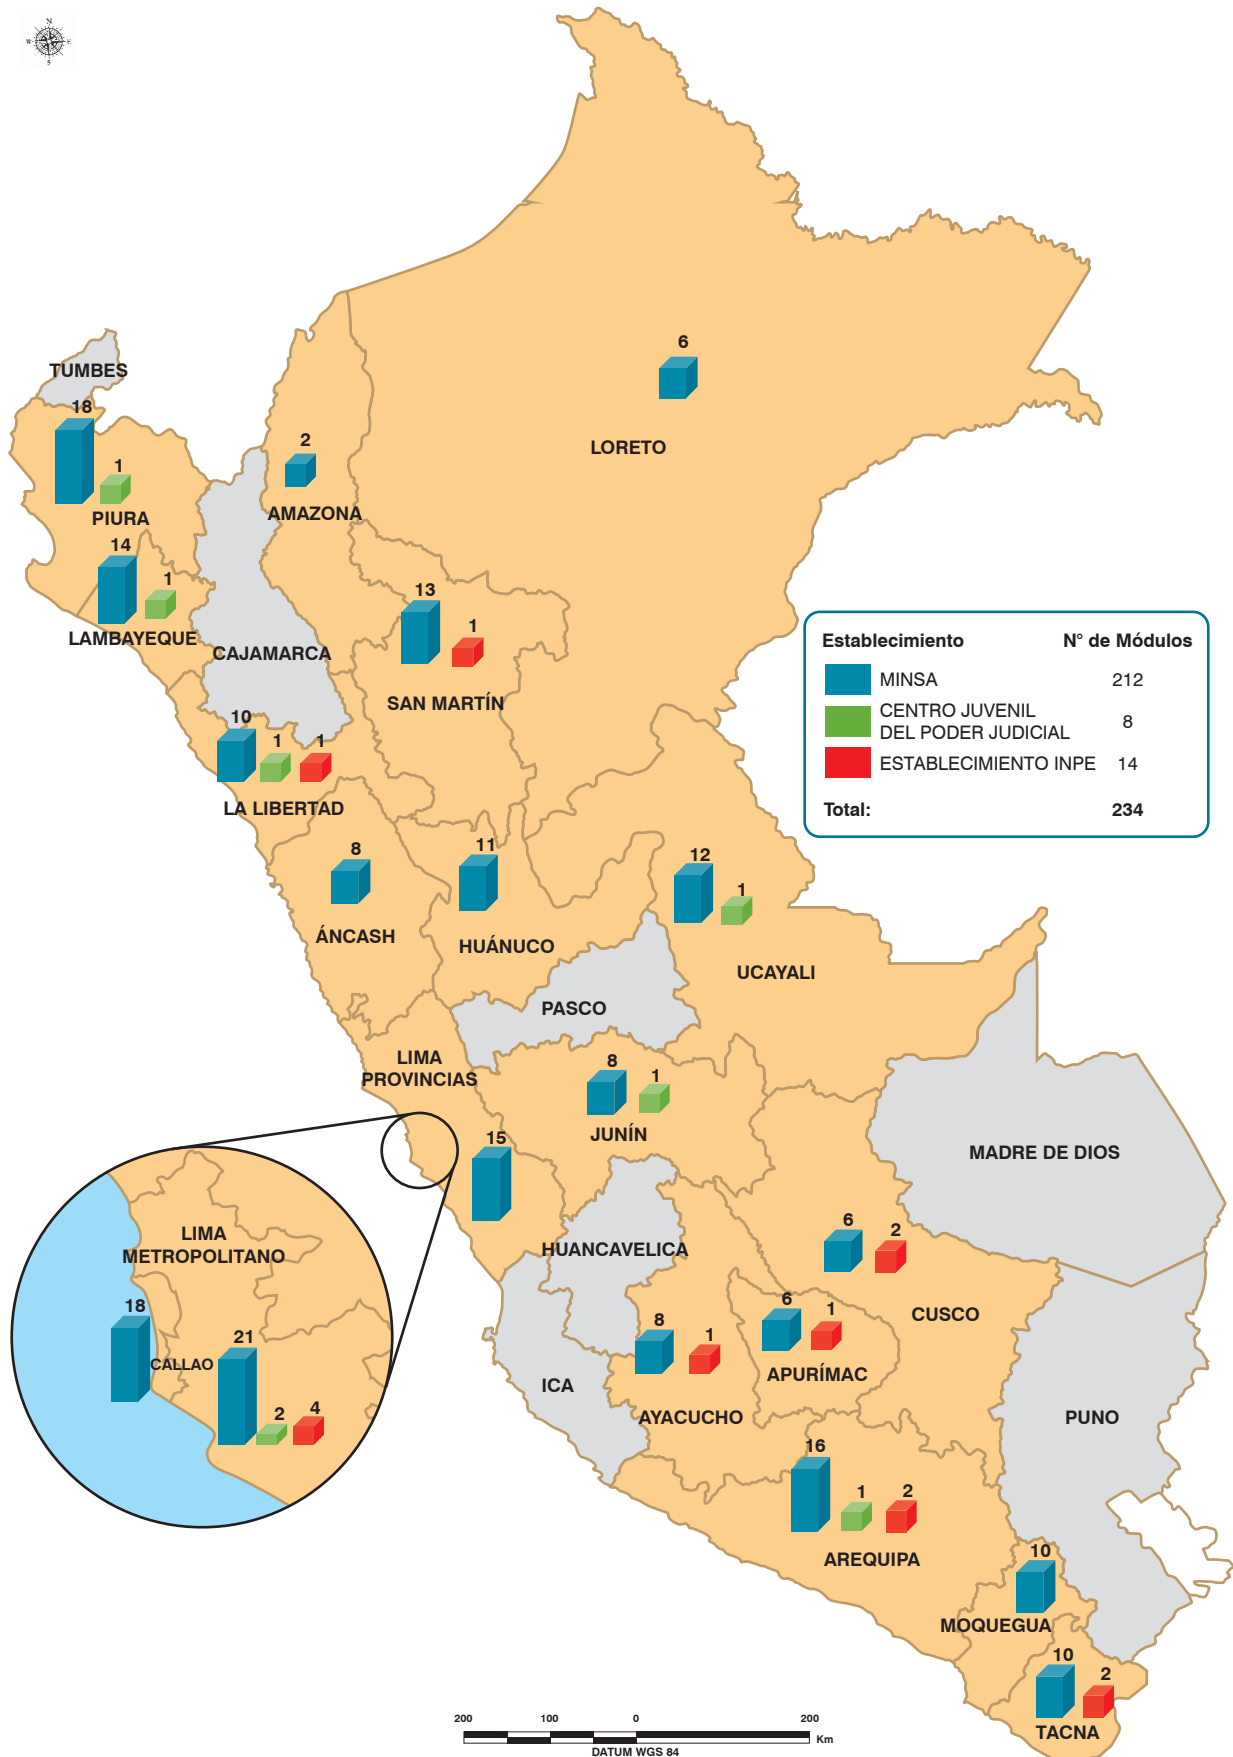 N
W
E
S
6
LORETO
TUMBES
18
1
PIURA
2
AMAZONA
14
1
LAMBAYEQUE
CAJAMARCA
13
1
SAN MARTÍN
Establecimiento N° de Módulos
MINSA 212
CENTRO JUVENIL
DEL PODER JUDICIAL 8
ESTABLECIMIENTO INPE 14
Total: 234
10
1
1
LA LIBERTAD
8
ÁNCASH
11
HUÁNUCO
12
1
UCAYALI
PASCO
LIMA
PROVINCIAS
15
8
1
JUNÍN
MADRE DE DIOS
HUANCAVELICA
6
2
CUSCO
LIMA
METROPOLITANO
18
CALLAO
21
2
4
8
1
AYACUCHO
6
1
APURÍMAC
ICA
PUNO
16
1
2
AREQUIPA
10
MOQUEGUA
10
2
TACNA
200 100 0 200
Km
DATUM WGS 84